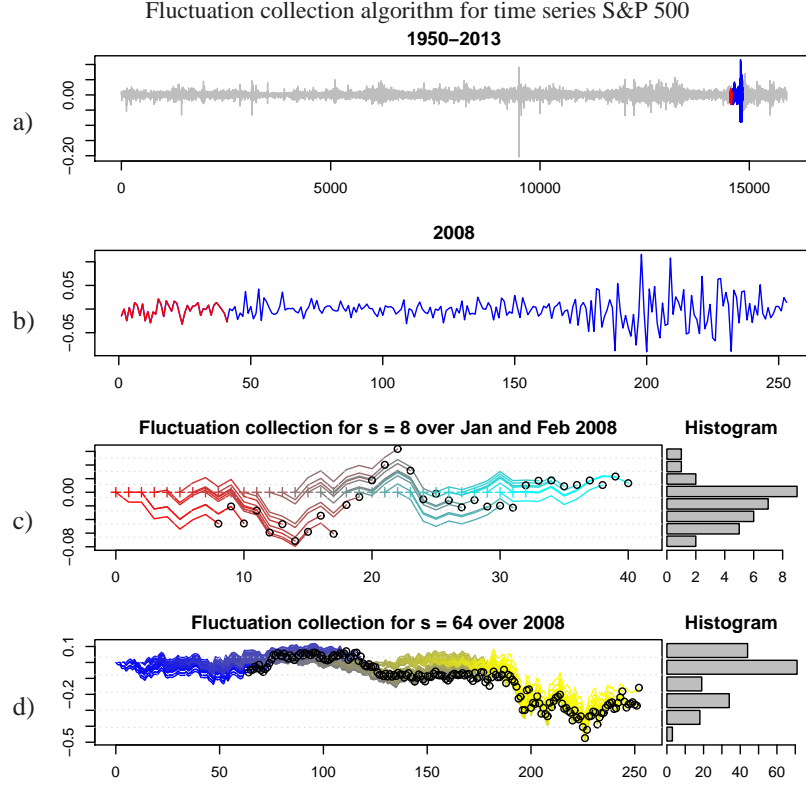 Fluctuation collection algorithm for time series S&P 500
1950−2013
a)
0.00
−0.20
0 5000 10000 15000
2008
b)
0.05
−0.05
0 50 100 150 200 250
Fluctuation collection for s = 8 over Jan and Feb 2008
Histogram
c)
0.00
−0.08
0 10 20 30 40
0 2 4 6 8
Fluctuation collection for s = 64 over 2008
Histogram
d)
0.1
−0.2
−0.5
0 50 100 150 200 250
0 20 40 60